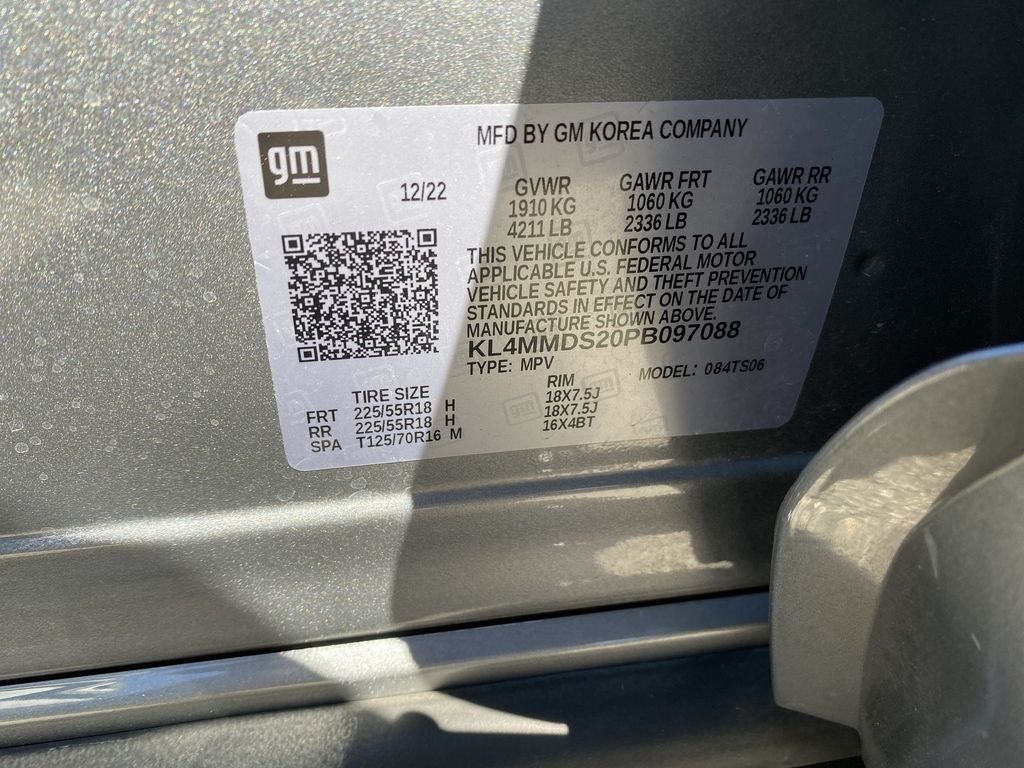 gm
MFD BY GM KOREA COMPANY
12/22
GVWR GAWR FRT GAWR RR
1910 KG 1060 KG 1060 KG
4211 LB 2336 LB 2336 LB
THIS VEHICLE CONFORMS TO ALL
APPLICABLE U.S. FEDERAL MOTOR
VEHICLE SAFETY AND THEFT PREVENTION
STANDARDS IN EFFECT ON THE DATE OF
MANUFACTURE SHOWN ABOVE.
KL4MMDS20PB097088
TYPE: MPV MODEL: 084TS06
TIRE SIZE RIM
FRT 225/55R18 H 18X7.5J
RR 225/55R18 H 18X7.5J
SPA T125/70R16 M 16X4BT